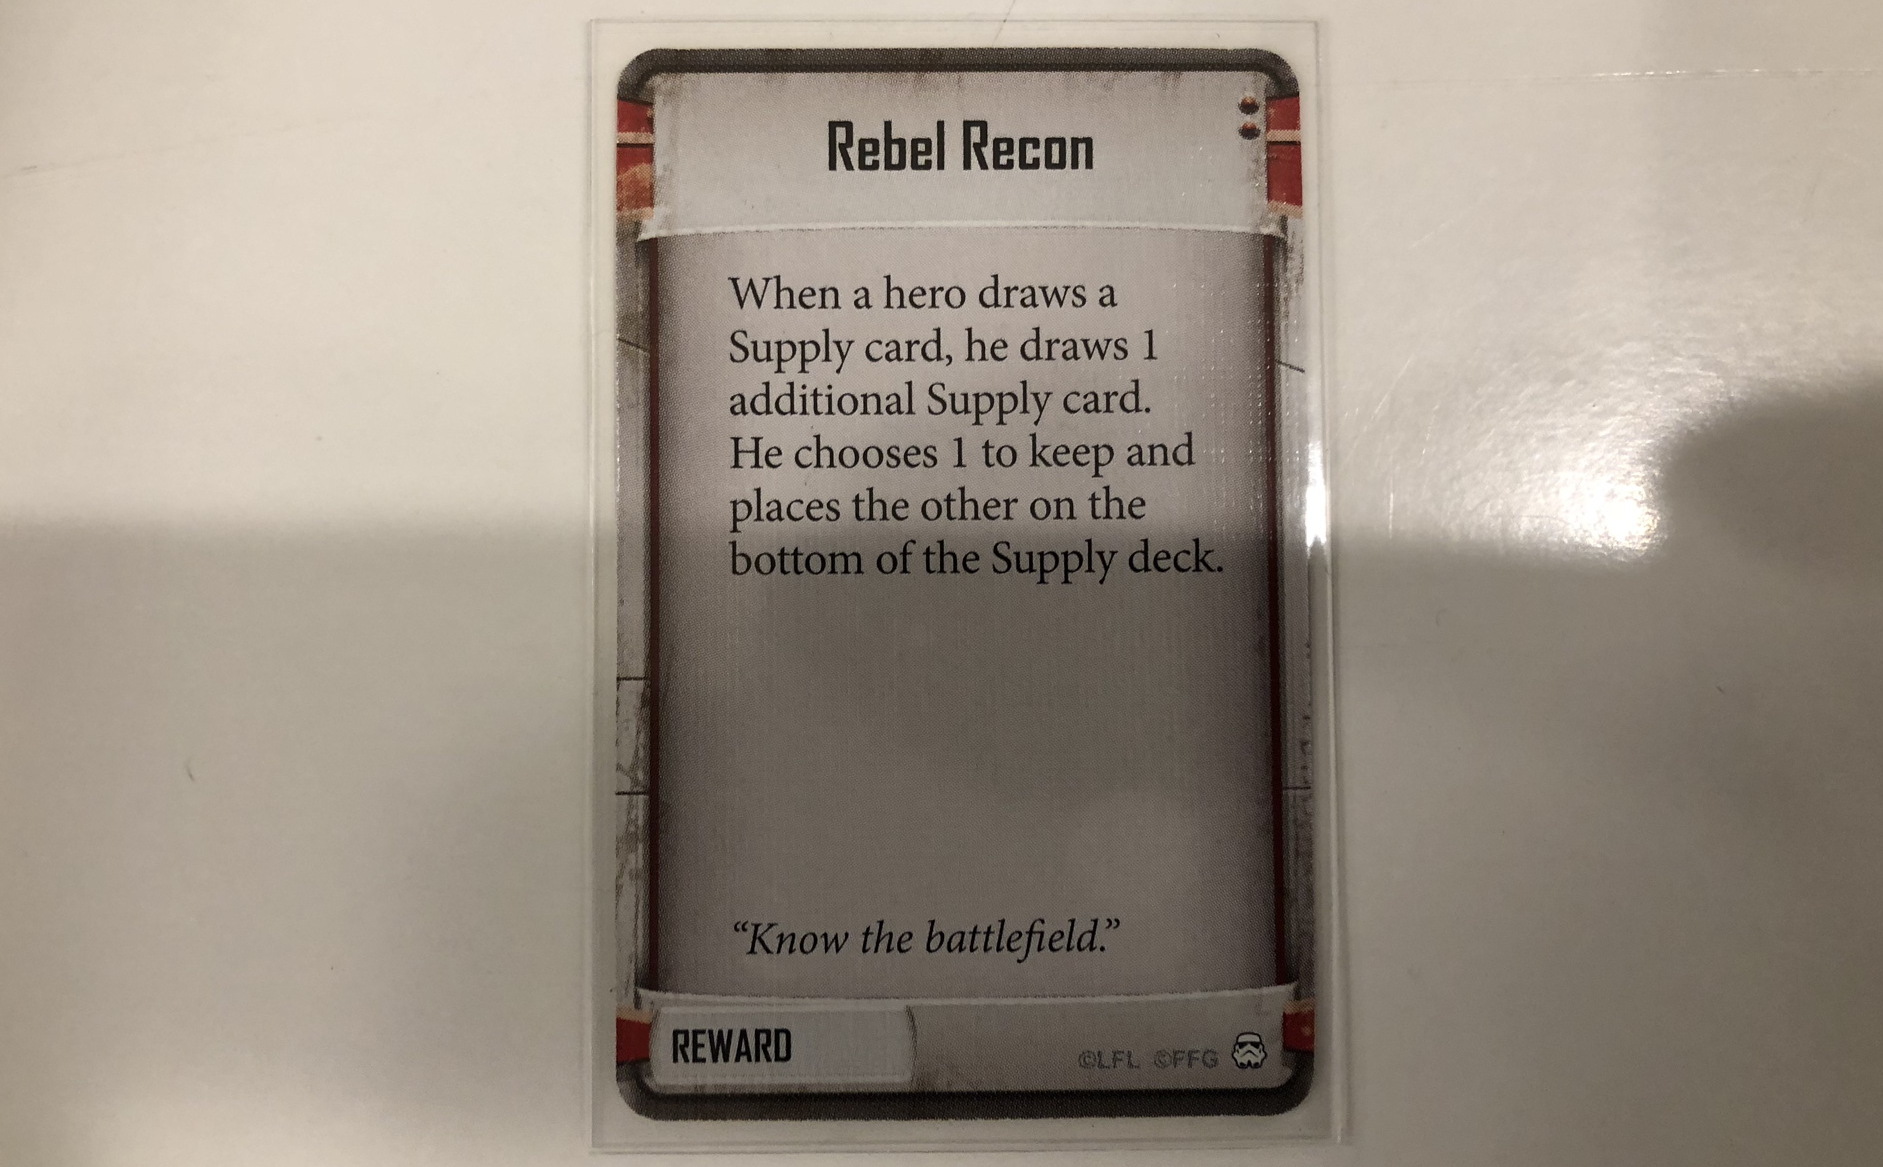 Rebel Recon
When a hero draws a
Supply card, he draws 1
additional Supply card.
He chooses 1 to keep and
places the other on the
bottom of the Supply deck.
“Know the battlefield.”
REWARD
©LFL ©FFG